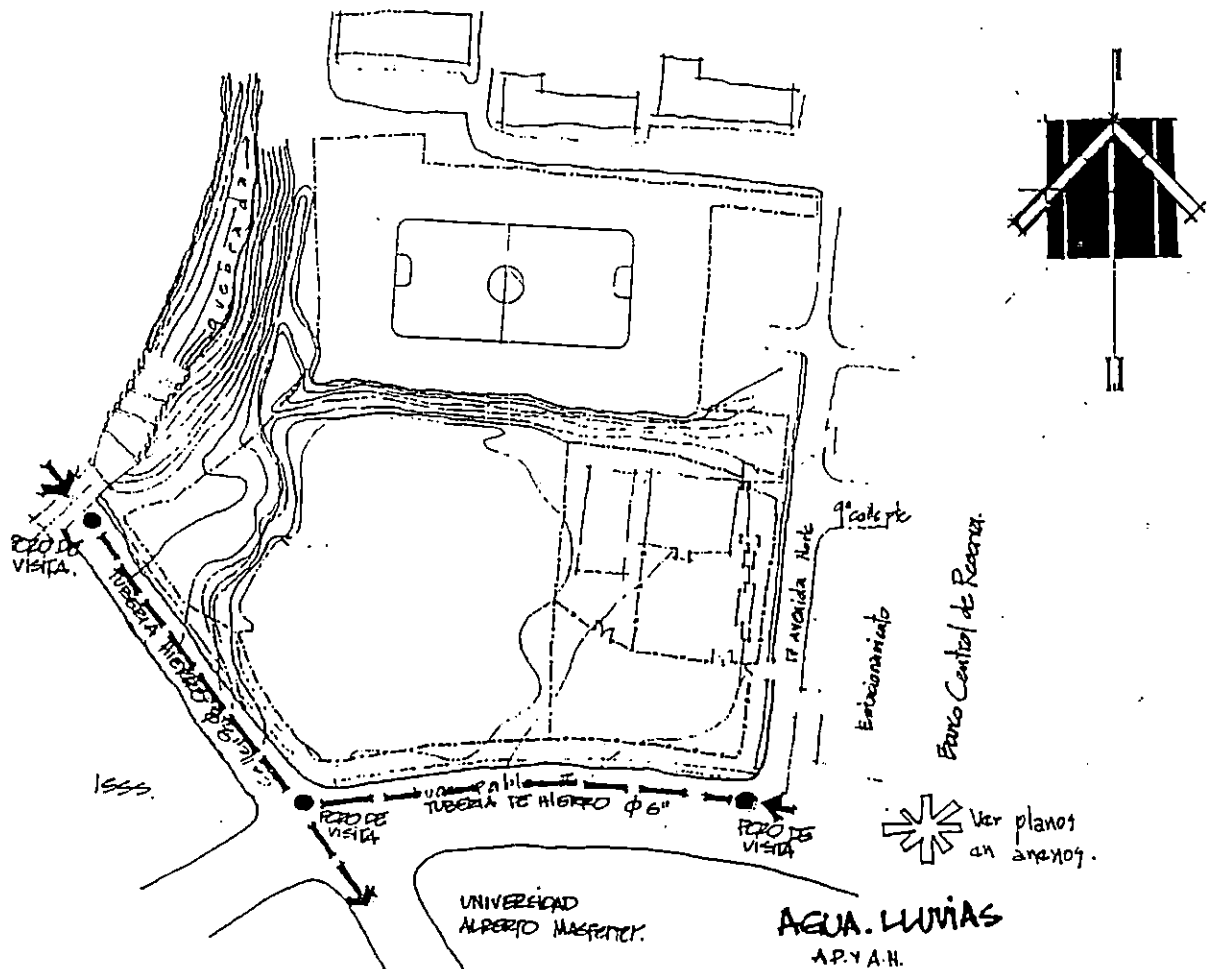 quebrada
POZO DE
VISITA.
TUBERIA HIERRO
9ª calle pte
17 Avenida Norte
Estacionamiento
Banco Central de Reserva.
ISSS.
POZO DE
VISITA
TUBERIA DE HIERRO Ø 6"
POZO DE
VISITA
Ver planos
en anexos.
UNIVERSIDAD
ALBERTO MASFERRER.
AGUA. LLUVIAS
A.P. Y A.H.